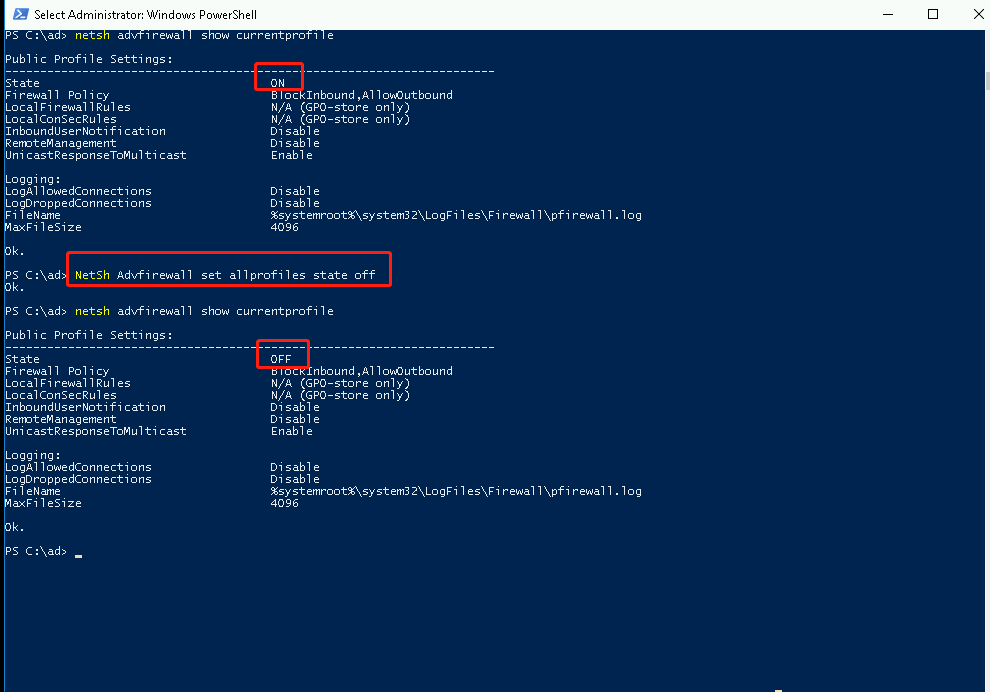 Select Administrator: Windows PowerShell
PS C:\ad> netsh advfirewall show currentprofile
Public Profile Settings:
----------------------------------------------------------------------
State                                 ON
Firewall Policy                       BlockInbound,AllowOutbound
LocalFirewallRules                    N/A (GPO-store only)
LocalConSecRules                      N/A (GPO-store only)
InboundUserNotification               Disable
RemoteManagement                      Disable
UnicastResponseToMulticast            Enable
Logging:
LogAllowedConnections                 Disable
LogDroppedConnections                 Disable
FileName                              %systemroot%\system32\LogFiles\Firewall\pfirewall.log
MaxFileSize                           4096
Ok.
PS C:\ad> NetSh Advfirewall set allprofiles state off
Ok.
PS C:\ad> netsh advfirewall show currentprofile
Public Profile Settings:
----------------------------------------------------------------------
State                                 OFF
Firewall Policy                       BlockInbound,AllowOutbound
LocalFirewallRules                    N/A (GPO-store only)
LocalConSecRules                      N/A (GPO-store only)
InboundUserNotification               Disable
RemoteManagement                      Disable
UnicastResponseToMulticast            Enable
Logging:
LogAllowedConnections                 Disable
LogDroppedConnections                 Disable
FileName                              %systemroot%\system32\LogFiles\Firewall\pfirewall.log
MaxFileSize                           4096
Ok.
PS C:\ad> _